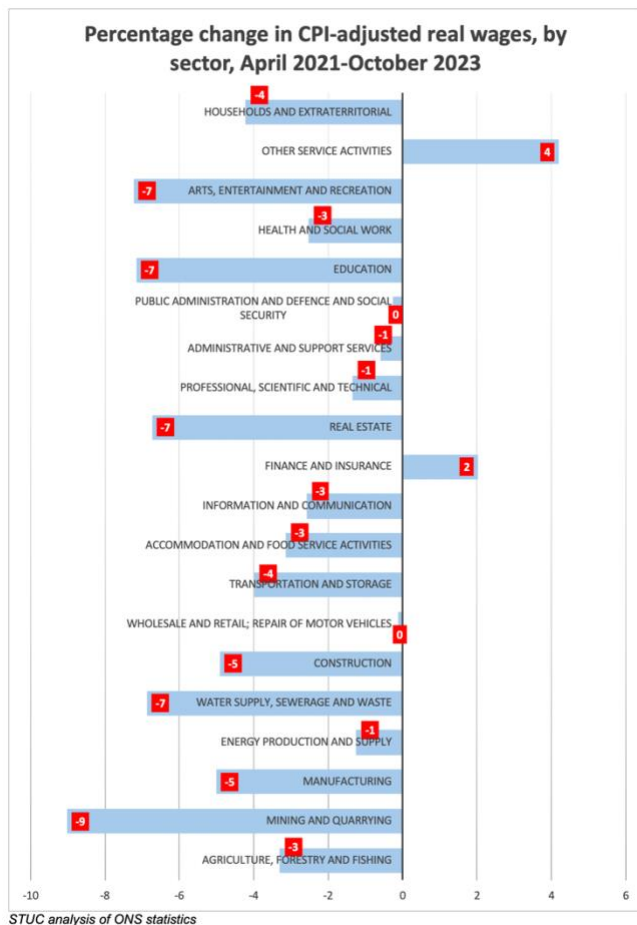 Percentage change in CPI-adjusted real wages, by
sector, April 2021-October 2023
-4
HOUSEHOLDS AND EXTRATERRITORIAL
OTHER SERVICE ACTIVITIES
4
-7
ARTS, ENTERTAINMENT AND RECREATION
-3
HEALTH AND SOCIAL WORK
-7
EDUCATION
PUBLIC ADMINISTRATION AND DEFENCE AND SOCIAL
SECURITY
0
-1
ADMINISTRATIVE AND SUPPORT SERVICES
-1
PROFESSIONAL, SCIENTIFIC AND TECHNICAL
-7
REAL ESTATE
FINANCE AND INSURANCE
2
-3
INFORMATION AND COMMUNICATION
-3
ACCOMMODATION AND FOOD SERVICE ACTIVITIES
-4
TRANSPORTATION AND STORAGE
WHOLESALE AND RETAIL; REPAIR OF MOTOR VEHICLES
0
-5
CONSTRUCTION
-7
WATER SUPPLY, SEWERAGE AND WASTE
-1
ENERGY PRODUCTION AND SUPPLY
-5
MANUFACTURING
-9
MINING AND QUARRYING
-3
AGRICULTURE, FORESTRY AND FISHING
-10 -8 -6 -4 -2 0 2 4 6
STUC analysis of ONS statistics